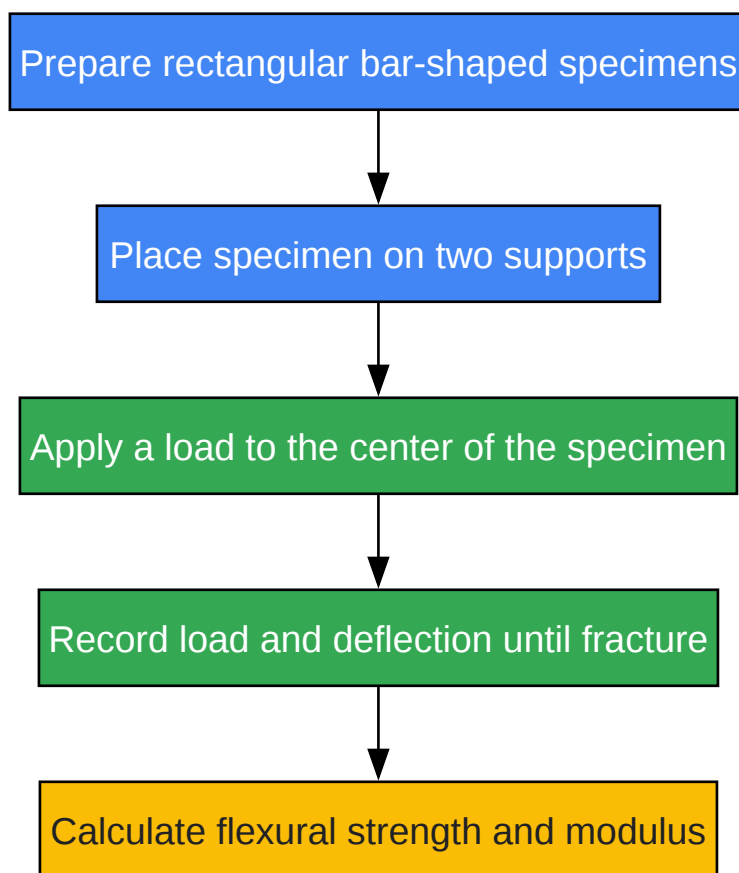 Prepare rectangular bar-shaped specimens
Place specimen on two supports
Apply a load to the center of the specimen
Record load and deflection until fracture
Calculate flexural strength and modulus